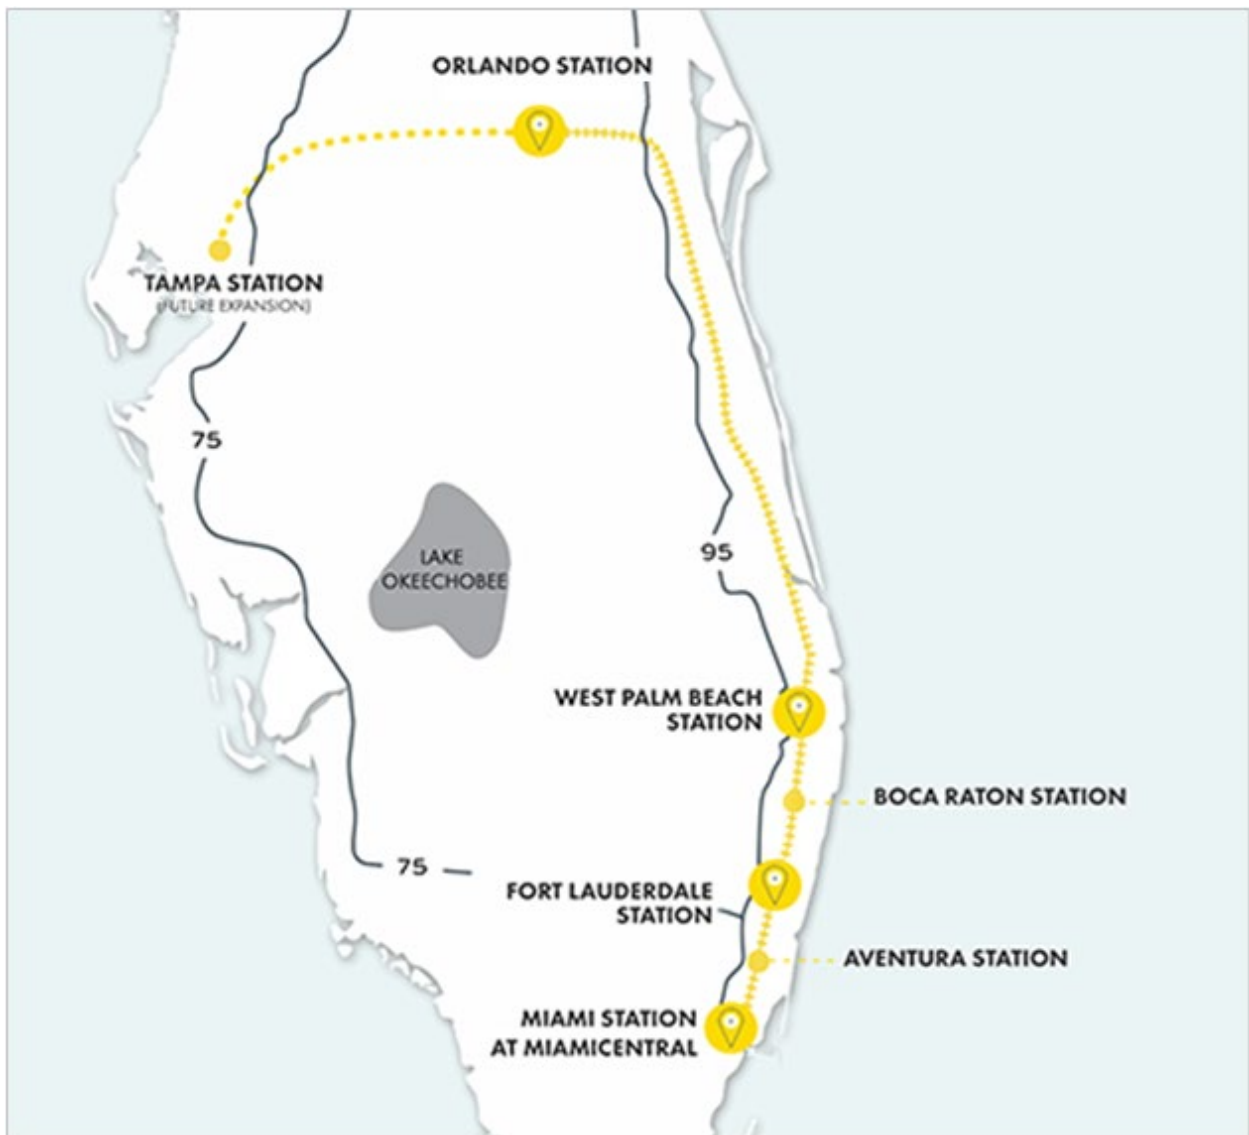 ORLANDO STATION
TAMPA STATION
(FUTURE EXPANSION)
75
LAKE
OKEECHOBEE
95
WEST PALM BEACH
STATION
BOCA RATON STATION
75
FORT LAUDERDALE
STATION
AVENTURA STATION
MIAMI STATION
AT MIAMICENTRAL